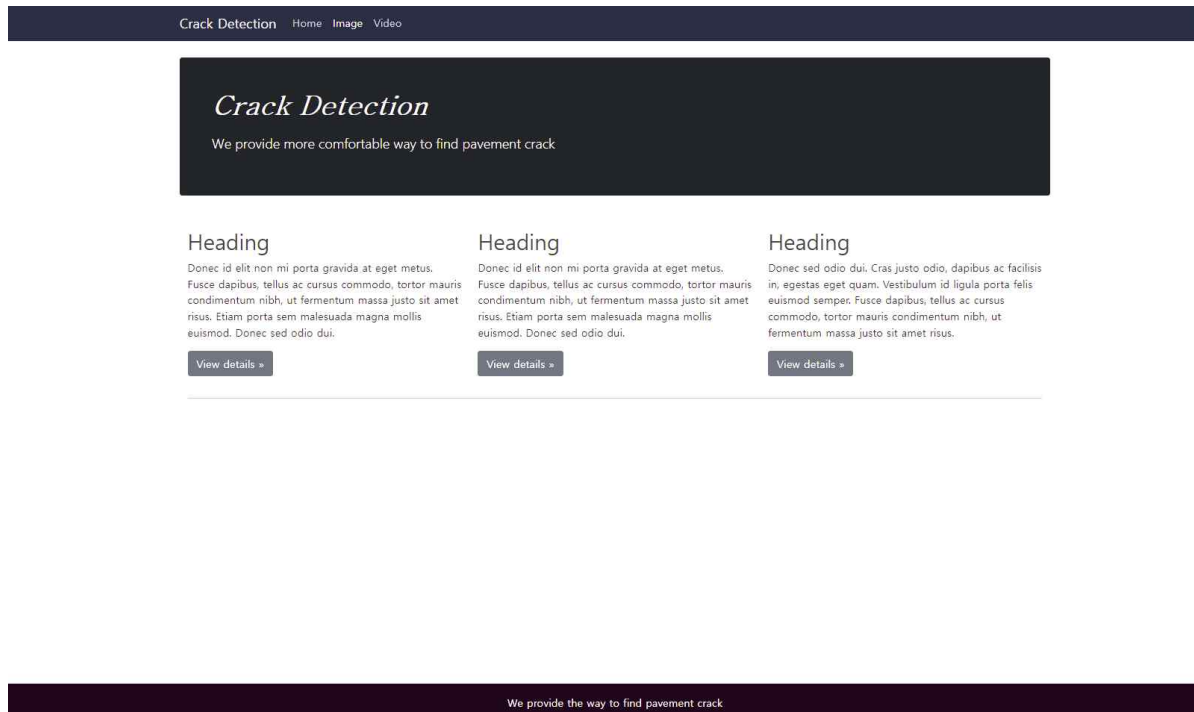 Crack Detection Home Image Video
Crack Detection
We provide more comfortable way to find pavement crack
Heading
Donec id elit non mi porta gravida at eget metus.
Fusce dapibus, tellus ac cursus commodo, tortor mauris
condimentum nibh, ut fermentum massa justo sit amet
risus. Etiam porta sem malesuada magna mollis
euismod. Donec sed odio dui.
View details »
Heading
Donec id elit non mi porta gravida at eget metus.
Fusce dapibus, tellus ac cursus commodo, tortor mauris
condimentum nibh, ut fermentum massa justo sit amet
risus. Etiam porta sem malesuada magna mollis
euismod. Donec sed odio dui.
View details »
Heading
Donec sed odio dui. Cras justo odio, dapibus ac facilisis
in, egestas eget quam. Vestibulum id ligula porta felis
euismod semper. Fusce dapibus, tellus ac cursus
commodo, tortor mauris condimentum nibh, ut
fermentum massa justo sit amet risus.
View details »
We provide the way to find pavement crack